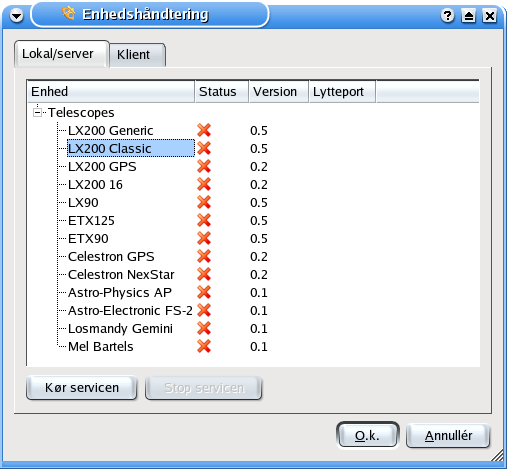 Enhedshåndtering
Lokal/server Klient
Enhed Status Version Lytteport
Telescopes
LX200 Generic 0.5
LX200 Classic 0.5
LX200 GPS 0.2
LX200 16 0.2
LX90 0.5
ETX125 0.5
ETX90 0.5
Celestron GPS 0.2
Celestron NexStar 0.2
Astro-Physics AP 0.1
Astro-Electronic FS-2 0.1
Losmandy Gemini 0.1
Mel Bartels 0.1
Kør servicen Stop servicen
O.k. Annullér